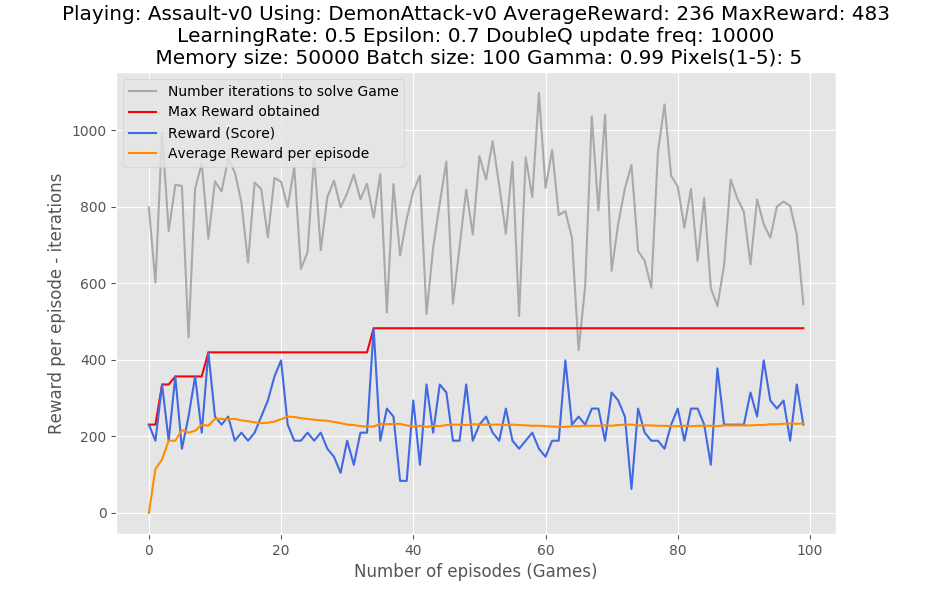 Playing: Assault-v0 Using: DemonAttack-v0 AverageReward: 236 MaxReward: 483
LearningRate: 0.5 Epsilon: 0.7 DoubleQ update freq: 10000
Memory size: 50000 Batch size: 100 Gamma: 0.99 Pixels(1-5): 5
Number iterations to solve Game
Max Reward obtained
Reward (Score)
Average Reward per episode
Reward per episode - iterations
1000
800
600
400
200
0
0 20 40 60 80 100
Number of episodes (Games)